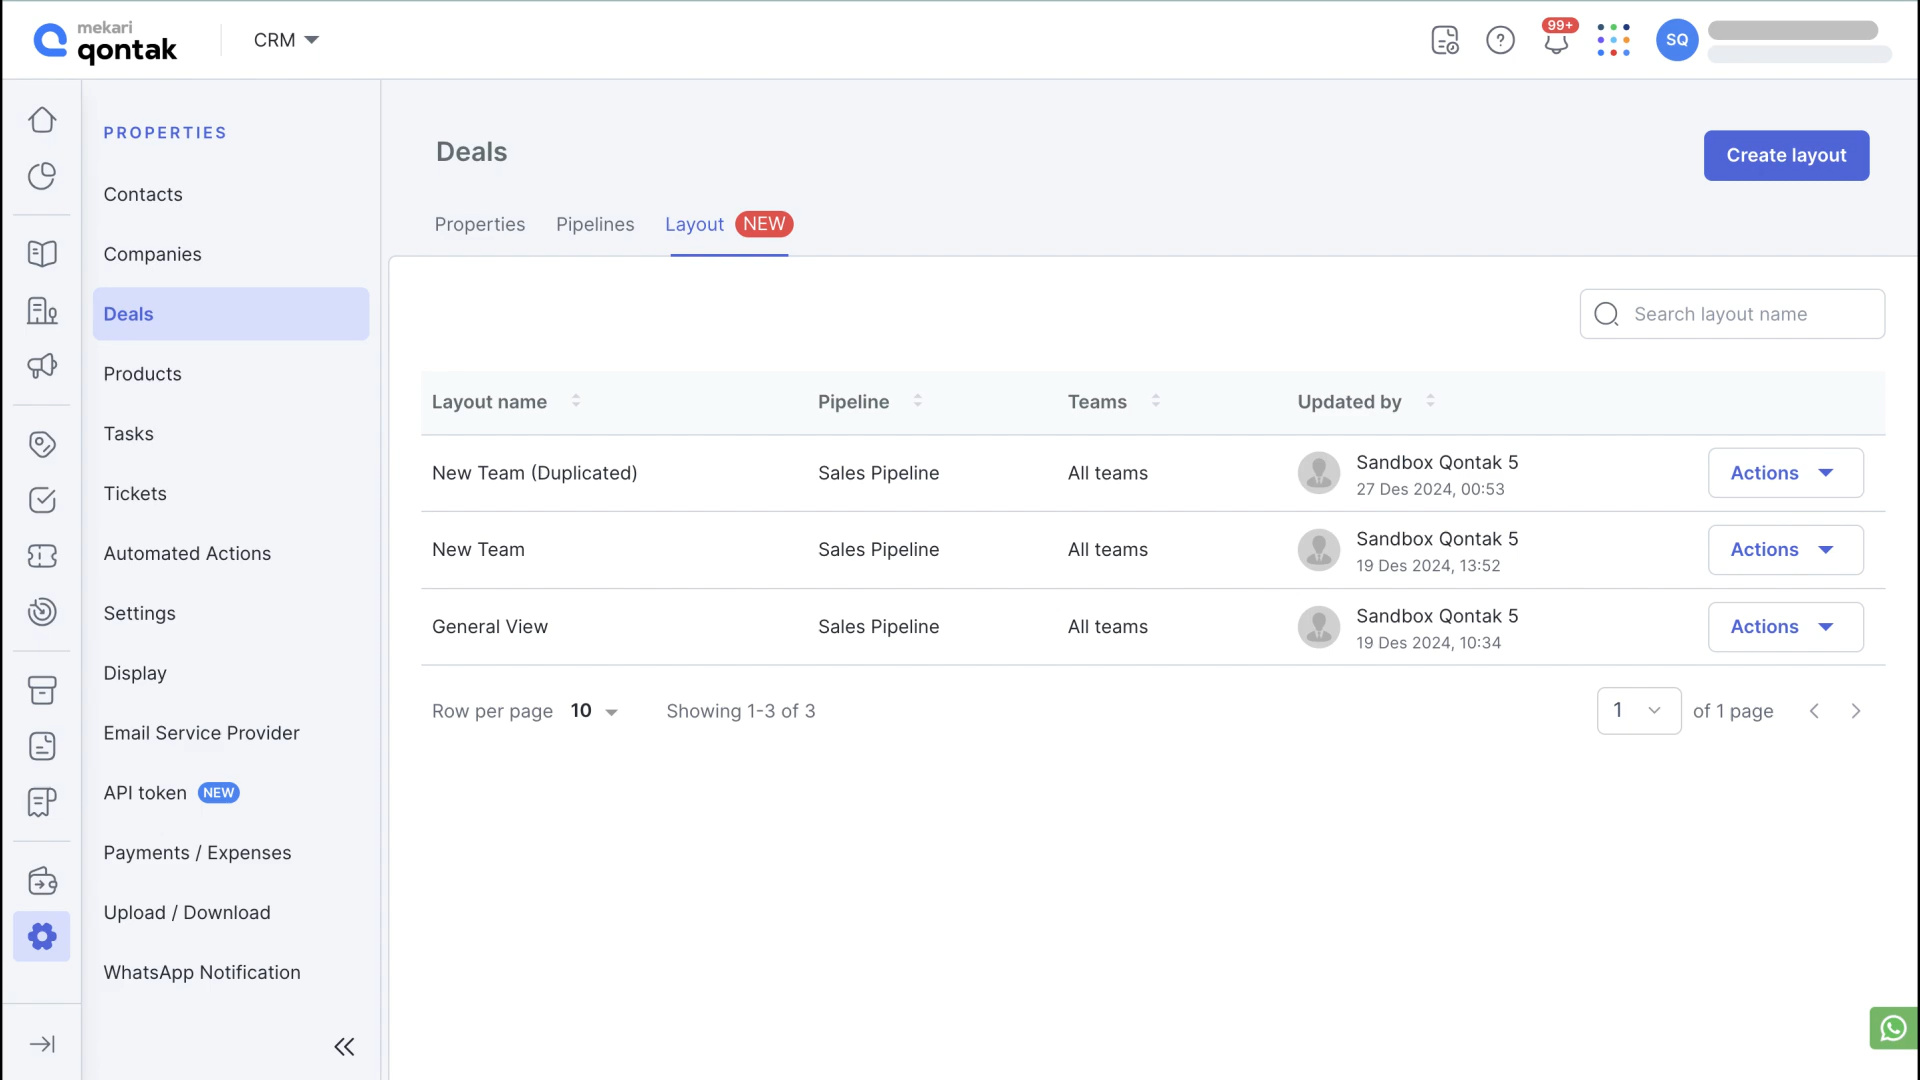 mekari
qontak
CRM
99+
SQ
PROPERTIES
Contacts
Companies
Deals
Products
Tasks
Tickets
Automated Actions
Settings
Display
Email Service Provider
API token NEW
Payments / Expenses
Upload / Download
WhatsApp Notification
Deals
Create layout
Properties Pipelines Layout NEW
Search layout name
Layout name Pipeline Teams Updated by
New Team (Duplicated) Sales Pipeline All teams Sandbox Qontak 5 Actions
27 Des 2024, 00:53
New Team Sales Pipeline All teams Sandbox Qontak 5 Actions
19 Des 2024, 13:52
General View Sales Pipeline All teams Sandbox Qontak 5 Actions
19 Des 2024, 10:34
Row per page 10 Showing 1-3 of 3 1 of 1 page